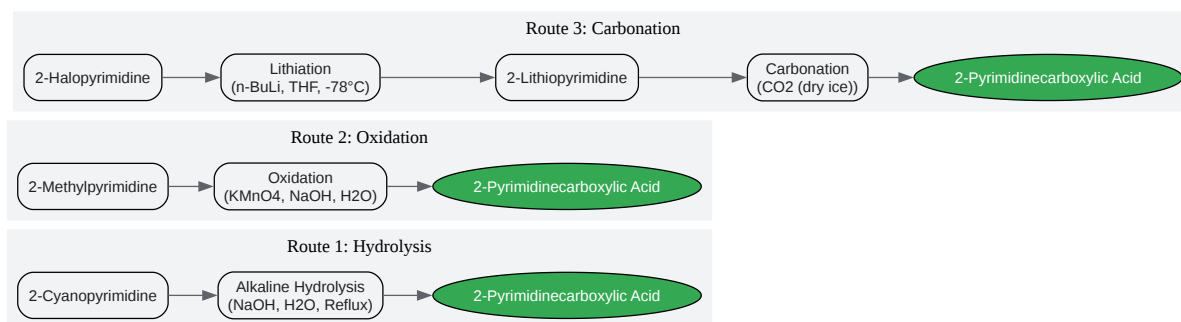 Route 3: Carbonation
2-Halopyrimidine
Lithiation
(n-BuLi, THF, -78°C)
2-Lithiopyrimidine
Carbonation
(CO2 (dry ice))
2-Pyrimidinecarboxylic Acid
Route 2: Oxidation
2-Methylpyrimidine
Oxidation
(KMnO4, NaOH, H2O)
2-Pyrimidinecarboxylic Acid
Route 1: Hydrolysis
2-Cyanopyrimidine
Alkaline Hydrolysis
(NaOH, H2O, Reflux)
2-Pyrimidinecarboxylic Acid